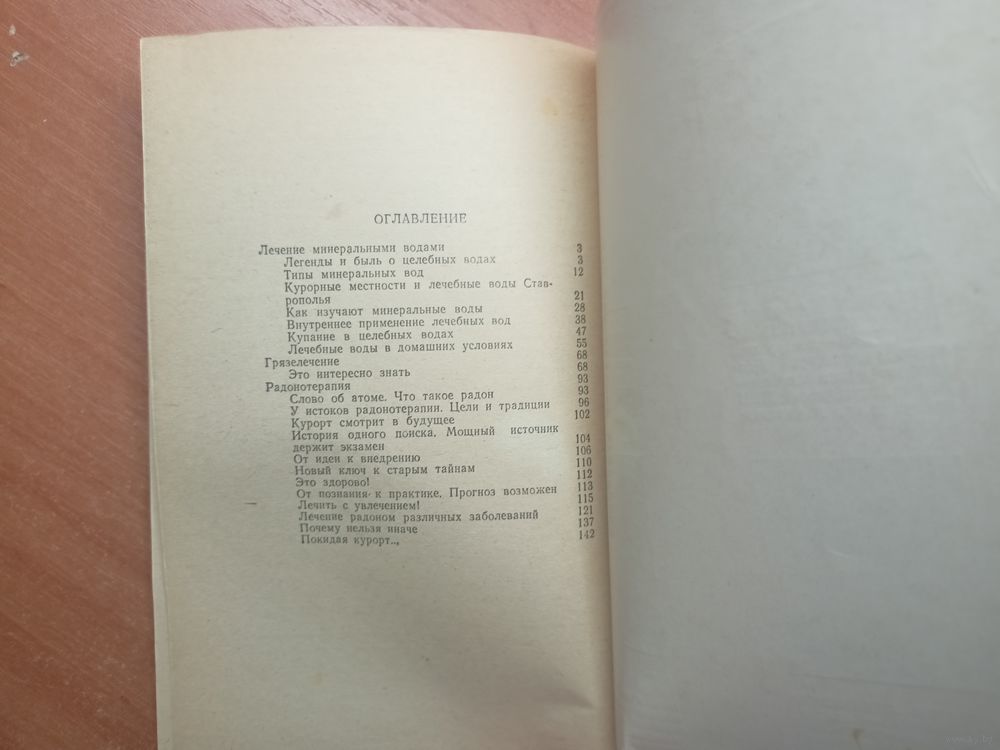 ОГЛАВЛЕНИЕ
Лечение минеральными водами 3
Легенды и быль о целебных водах 3
Типы минеральных вод 12
Курорные местности и лечебные воды Став-
рополья 21
Как изучают минеральные воды 28
Внутреннее применение лечебных вод 38
Купание в целебных водах 47
Лечебные воды в домашних условиях 55
Грязелечение 68
Это интересно знать 68
Радонотерапия 93
Слово об атоме. Что такое радон 93
У истоков радонотерапии. Цели и традиции 96
Курорт смотрит в будущее 102
История одного поиска. Мощный источник
держит экзамен 104
От идеи к внедрению 106
Новый ключ к старым тайнам 110
Это здорово! 112
От познания к практике. Прогноз возможен 113
Лечить с увлечением! 115
Лечение радоном различных заболеваний 121
Почему нельзя иначе 137
Покидая курорт... 142